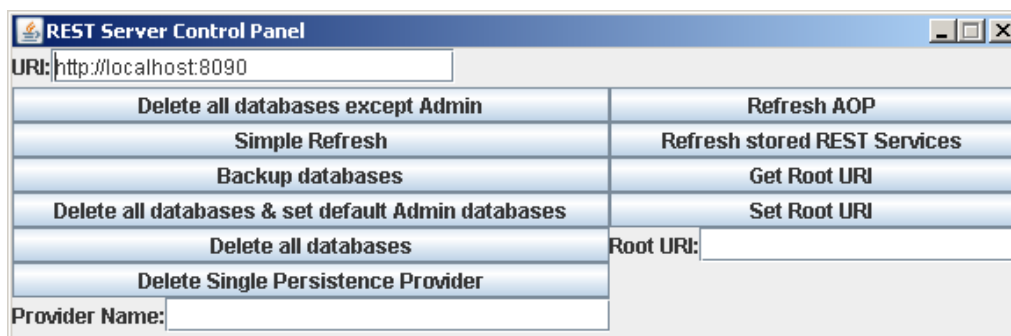 REST Server Control Panel
URI: http://localhost:8090
Delete all databases except Admin Refresh AOP
Simple Refresh Refresh stored REST Services
Backup databases Get Root URI
Delete all databases & set default Admin databases Set Root URI
Delete all databases Root URI:
Delete Single Persistence Provider
Provider Name: